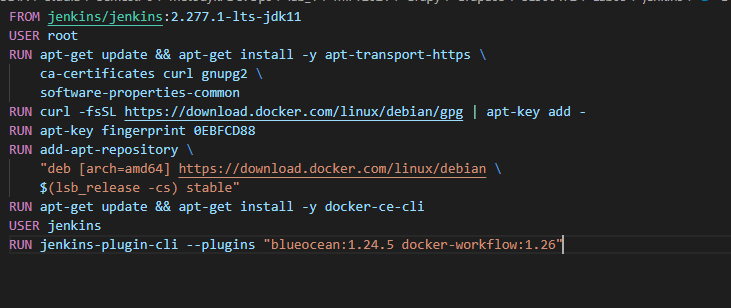 FROM jenkins/jenkins:2.277.1-lts-jdk11
USER root
RUN apt-get update && apt-get install -y apt-transport-https \
    ca-certificates curl gnupg2 \
    software-properties-common
RUN curl -fsSL https://download.docker.com/linux/debian/gpg | apt-key add -
RUN apt-key fingerprint 0EBFCD88
RUN add-apt-repository \
    "deb [arch=amd64] https://download.docker.com/linux/debian \
    $(lsb_release -cs) stable"
RUN apt-get update && apt-get install -y docker-ce-cli
USER jenkins
RUN jenkins-plugin-cli --plugins "blueocean:1.24.5 docker-workflow:1.26"